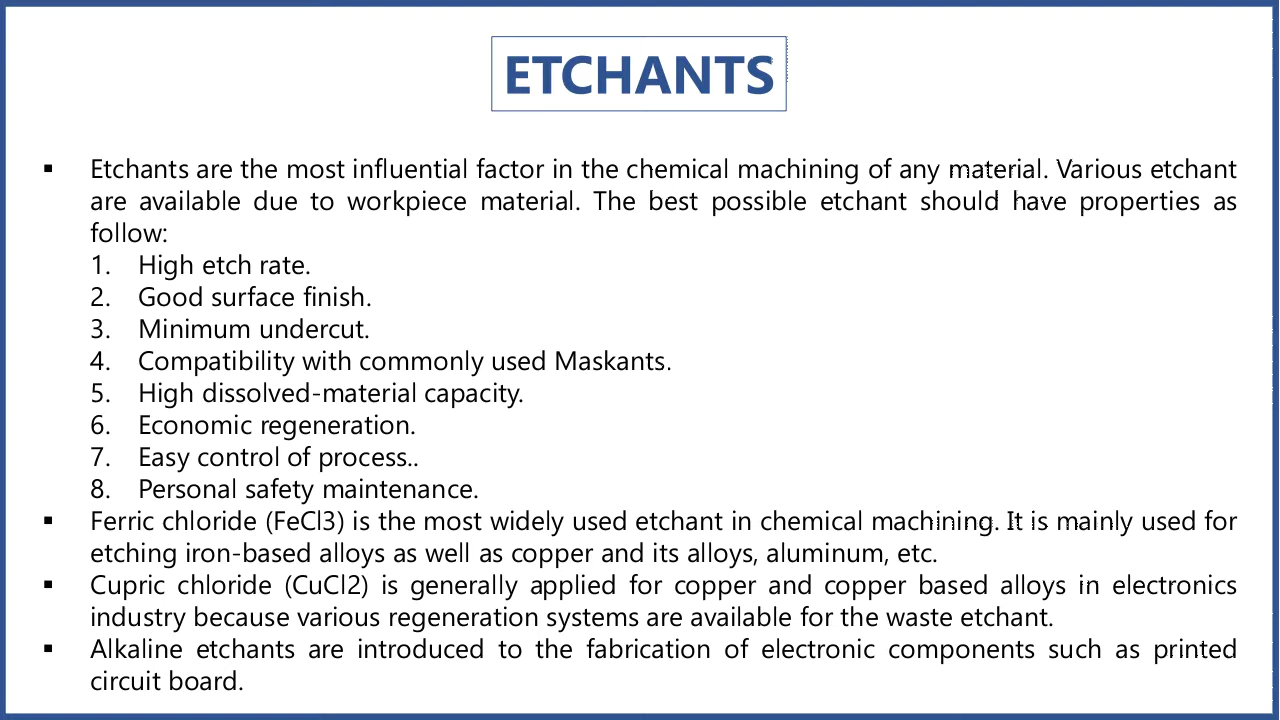 ETCHANTS
▪ Etchants are the most influential factor in the chemical machining of any material. Various etchant
are available due to workpiece material. The best possible etchant should have properties as
follow:
1. High etch rate.
2. Good surface finish.
3. Minimum undercut.
4. Compatibility with commonly used Maskants.
5. High dissolved-material capacity.
6. Economic regeneration.
7. Easy control of process..
8. Personal safety maintenance.
▪ Ferric chloride (FeCl3) is the most widely used etchant in chemical machining. It is mainly used for
etching iron-based alloys as well as copper and its alloys, aluminum, etc.
▪ Cupric chloride (CuCl2) is generally applied for copper and copper based alloys in electronics
industry because various regeneration systems are available for the waste etchant.
▪ Alkaline etchants are introduced to the fabrication of electronic components such as printed
circuit board.